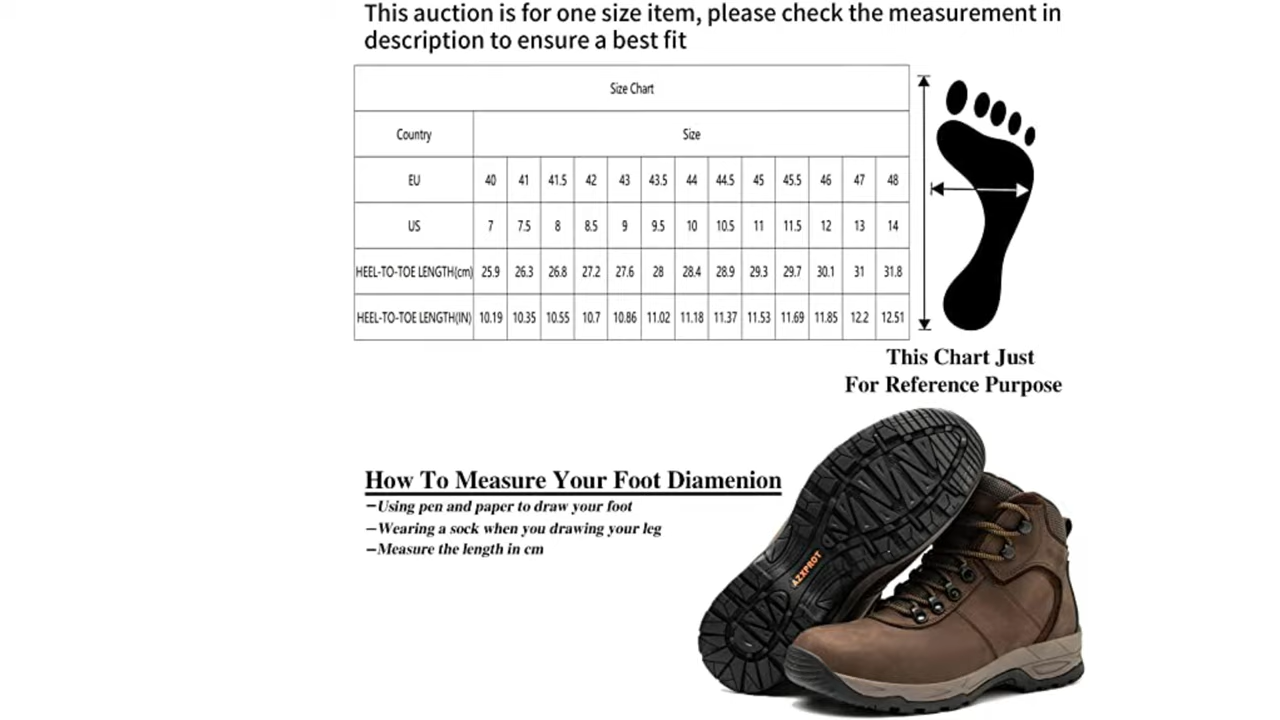 This auction is for one size item, please check the measurement in
description to ensure a best fit
Size Chart
Country Size
EU 40 41 41.5 42 43 43.5 44 44.5 45 45.5 46 47 48
US 7 7.5 8 8.5 9 9.5 10 10.5 11 11.5 12 13 14
HEEL-TO-TOE LENGTH(cm) 25.9 26.3 26.8 27.2 27.6 28 28.4 28.9 29.3 29.7 30.1 31 31.8
HEEL-TO-TOE LENGTH(IN) 10.19 10.35 10.55 10.7 10.86 11.02 11.18 11.37 11.53 11.69 11.85 12.2 12.51
This Chart Just
For Reference Purpose
How To Measure Your Foot Diamenion
–Using pen and paper to draw your foot
–Wearing a sock when you drawing your leg
–Measure the length in cm
AZXPROT